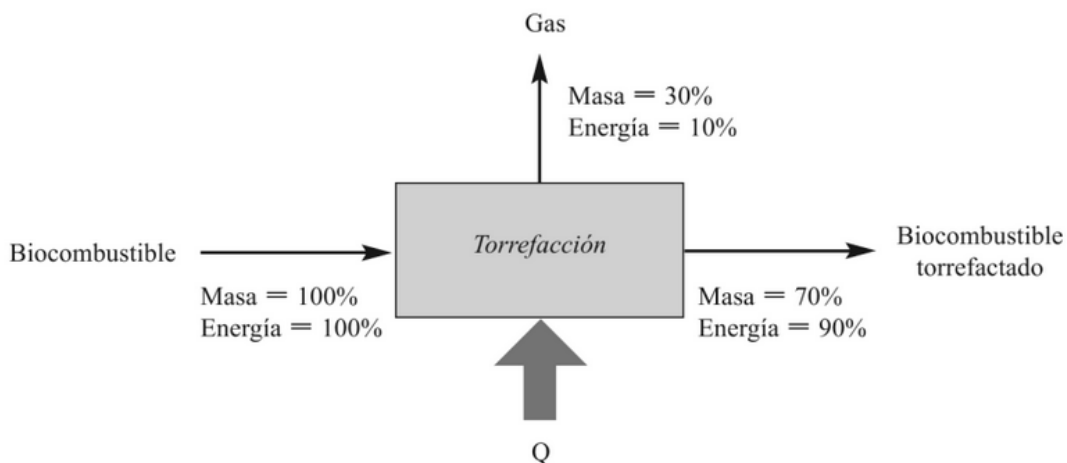 Gas
Masa = 30%
Energía = 10%
Biocombustible
Torrefacción
Biocombustible
torrefactado
Masa = 100%
Energía = 100%
Masa = 70%
Energía = 90%
Q